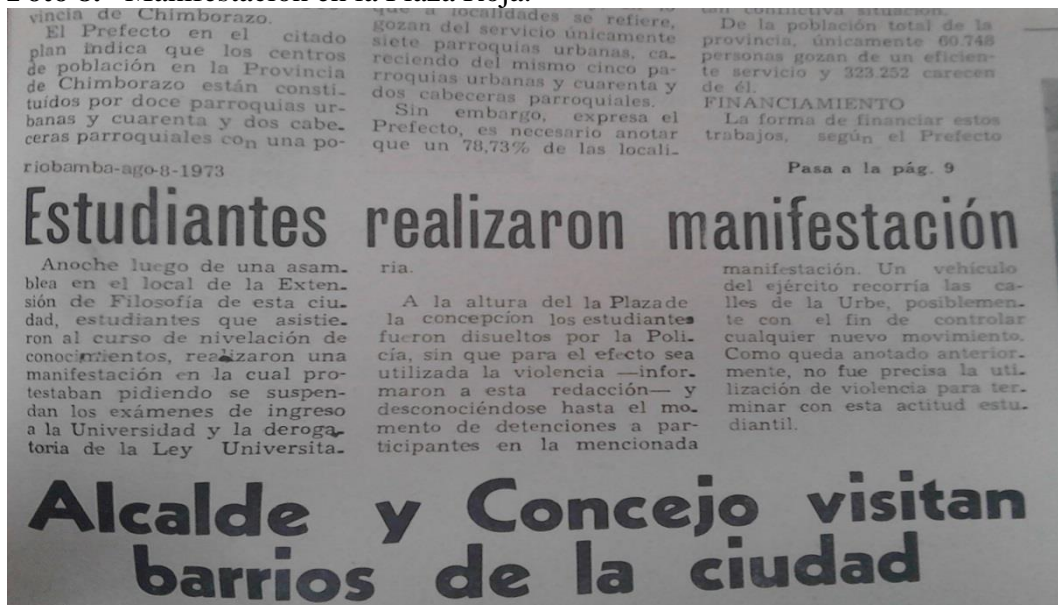 Foto 8. Manifestación en la Plaza Roja.
vincia de Chimborazo.
El Prefecto en el citado
plan indica que los centros
de población en la Provincia
de Chimborazo están consti-
tuídos por doce parroquias ur-
banas y cuarenta y dos cabe-
ceras parroquiales con una po-
localidades se refiere,
gozan del servicio únicamente
siete parroquias urbanas, ca-
reciendo del mismo cinco pa-
rroquias urbanas y cuarenta y
dos cabeceras parroquiales.
Sin embargo, expresa el
Prefecto, es necesario anotar
que un 78,73% de las locali-
situación.
De la población total de la
provincia, únicamente 60.748
personas gozan de un eficien-
te servicio y 323.252 carecen
de él.
FINANCIAMIENTO
La forma de financiar estos
trabajos, según el Prefecto
Pasa a la pág. 9
riobamba-ago-8-1973
Estudiantes realizaron manifestación
Anoche luego de una asam-
blea en el local de la Exten-
sión de Filosofía de esta ciu-
dad, estudiantes que asistie-
ron al curso de nivelación de
conocimientos, realizaron una
manifestación en la cual pro-
testaban pidiendo se suspen-
dan los exámenes de ingreso
a la Universidad y la deroga-
toria de la Ley Universita-
ria.
A la altura del la Plaza de
la concepción los estudiantes
fueron disueltos por la Poli-
cía, sin que para el efecto sea
utilizada la violencia —infor-
maron a esta redacción— y
desconociéndose hasta el mo-
mento de detenciones a par-
ticipantes en la mencionada
manifestación. Un vehículo
del ejército recorría las ca-
lles de la Urbe, posiblemen-
te con el fin de controlar
cualquier nuevo movimiento.
Como queda anotado anterior-
mente, no fue precisa la uti-
lización de violencia para ter-
minar con esta actitud estu-
diantil.
Alcalde y Concejo visitan
barrios de la ciudad